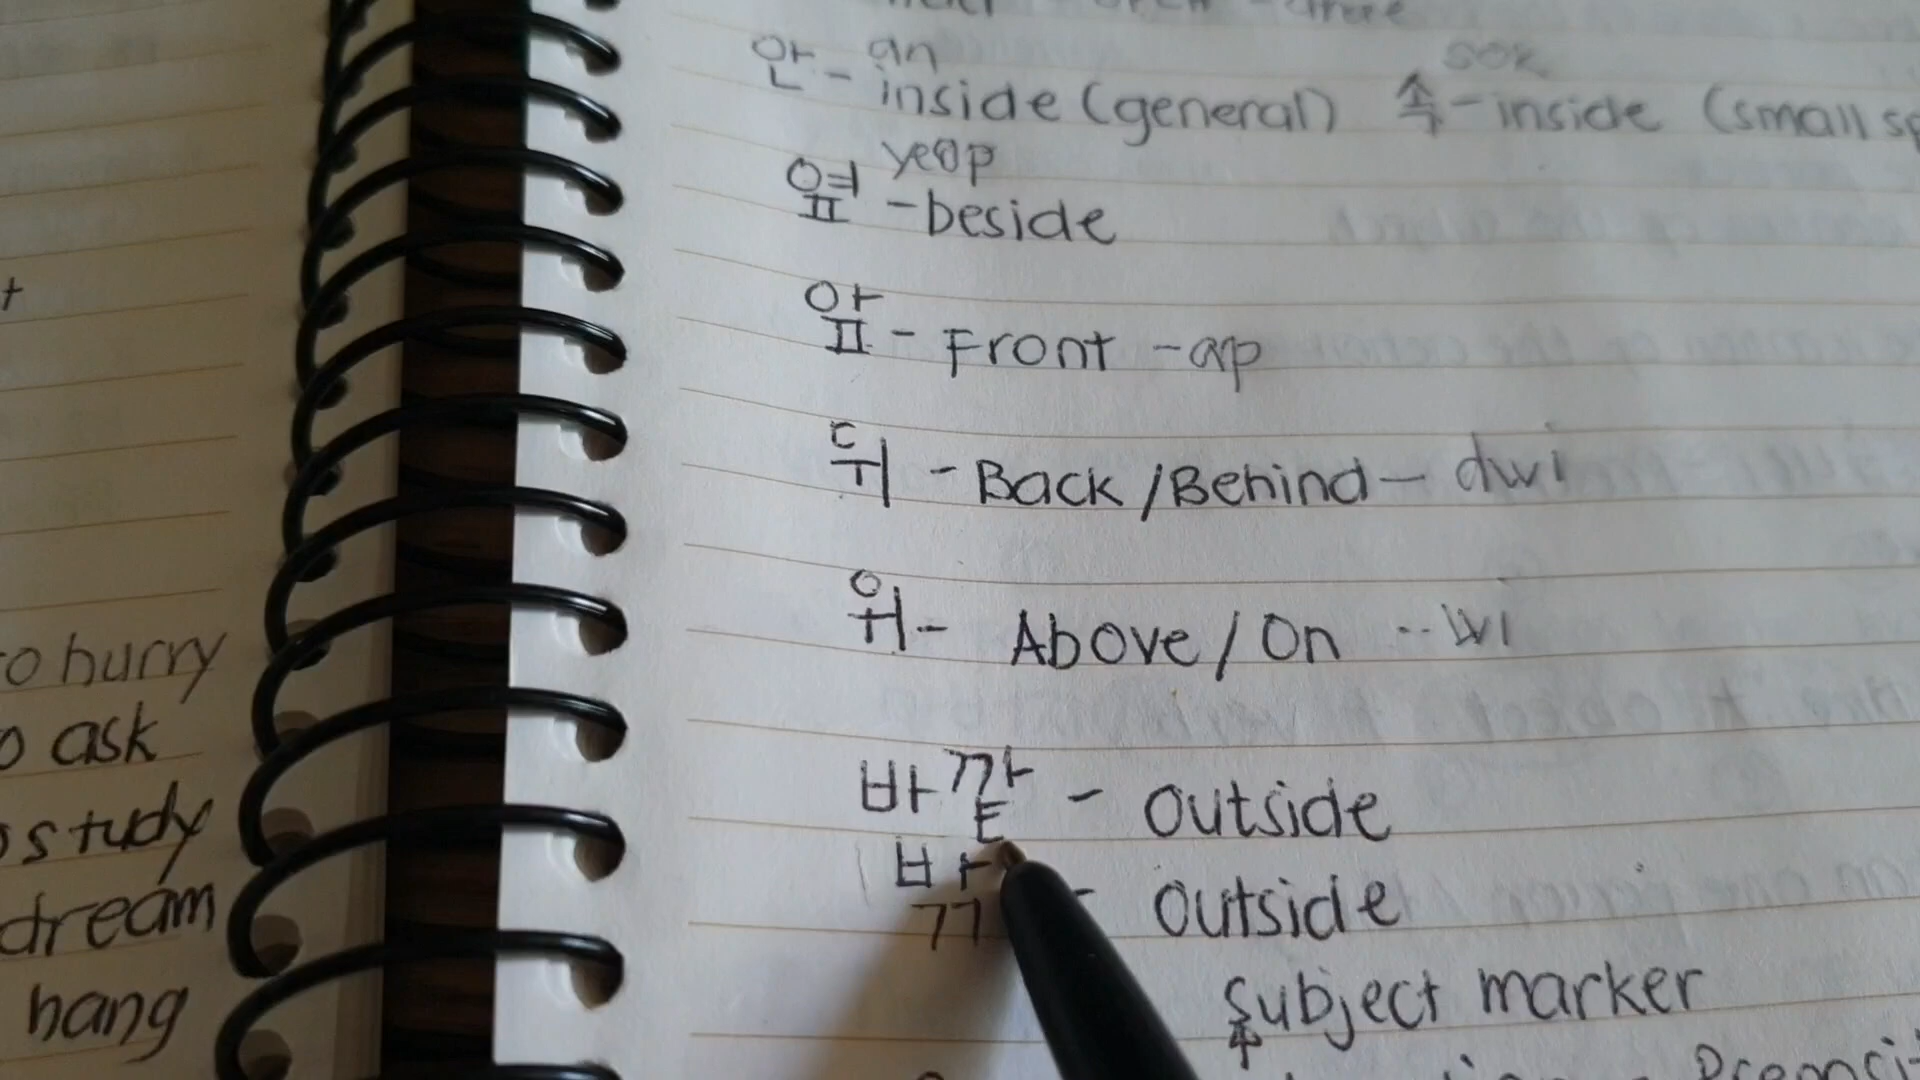 an sok
안 - inside (general) 속 - inside (small
yeop
옆 - beside
앞 - Front - ap
뒤 - Back / Behind - dwi
위 - Above / On - wi
바깥 - outside
밖 - outside
subject marker
hurry
ask
study
dream
hang